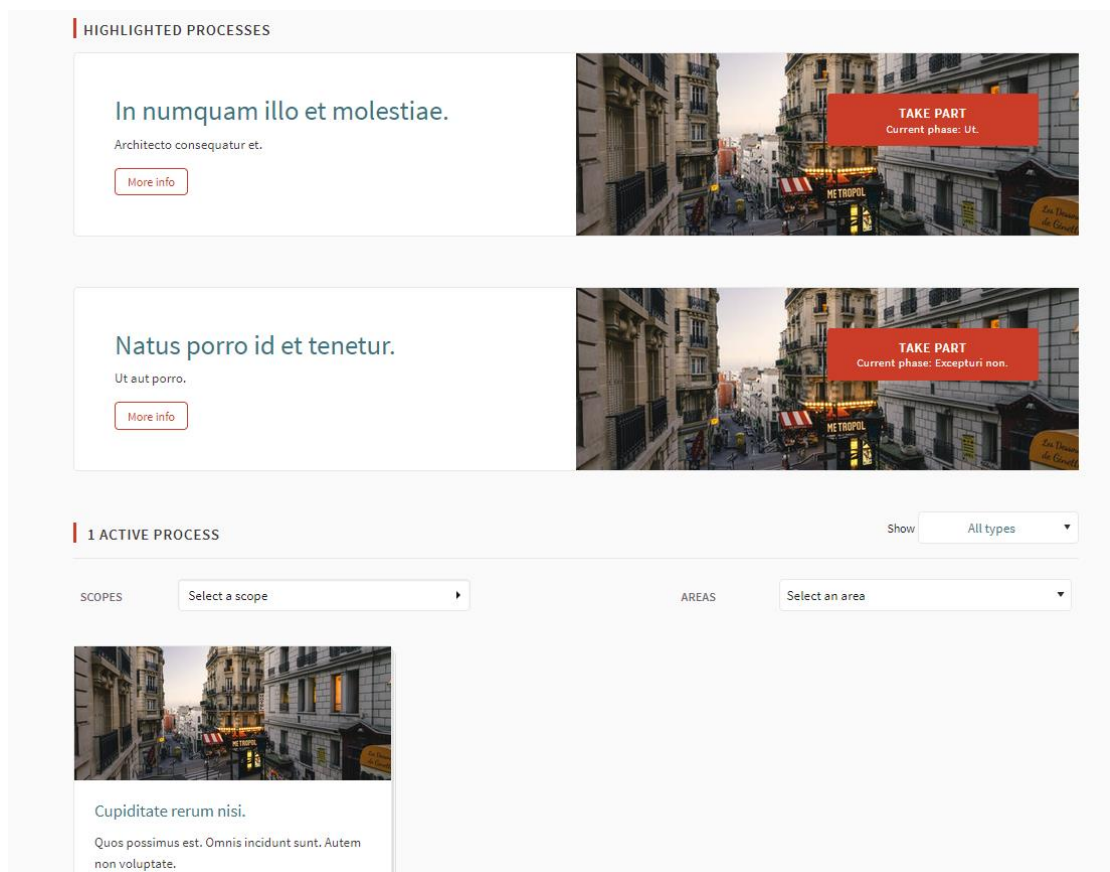 HIGHLIGHTED PROCESSES
In numquam illo et molestiae.
Architecto consequatur et.
More info
TAKE PART
Current phase: Ut.
METROPOL
Natus porro id et tenetur.
Ut aut porro.
More info
TAKE PART
Current phase: Excepturi non.
METROPOL
1 ACTIVE PROCESS
Show All types
SCOPES Select a scope AREAS Select an area
METROPOL
Cupiditate rerum nisi.
Quos possimus est. Omnis incidunt sunt. Autem
non voluptate.